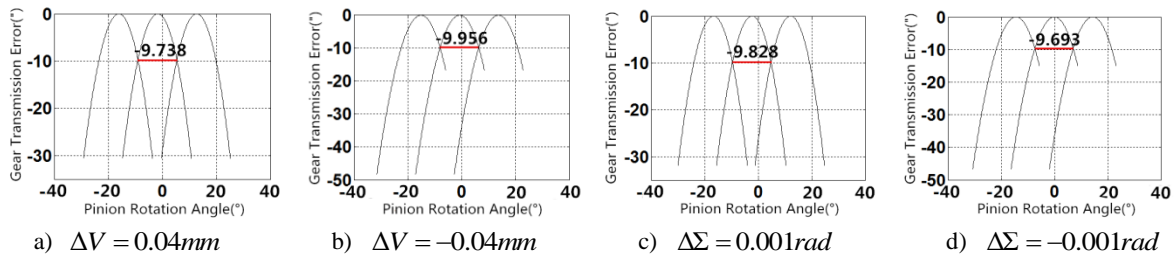 Gear Transmission Error(″)
0
-10
-20
-30
-9.738
-40 -20 0 20 40
Pinion Rotation Angle(°)
a) ΔV = 0.04mm
Gear Transmission Error(″)
0
-10
-20
-30
-40
-50
-9.956
-40 -20 0 20 40
Pinion Rotation Angle(°)
b) ΔV = −0.04mm
Gear Transmission Error(″)
0
-10
-20
-30
-9.828
-40 -20 0 20 40
Pinion Rotation Angle(°)
c) ΔΣ = 0.001rad
Gear Transmission Error(″)
0
-10
-20
-30
-40
-50
-9.693
-40 -20 0 20 40
Pinion Rotation Angle(°)
d) ΔΣ = −0.001rad